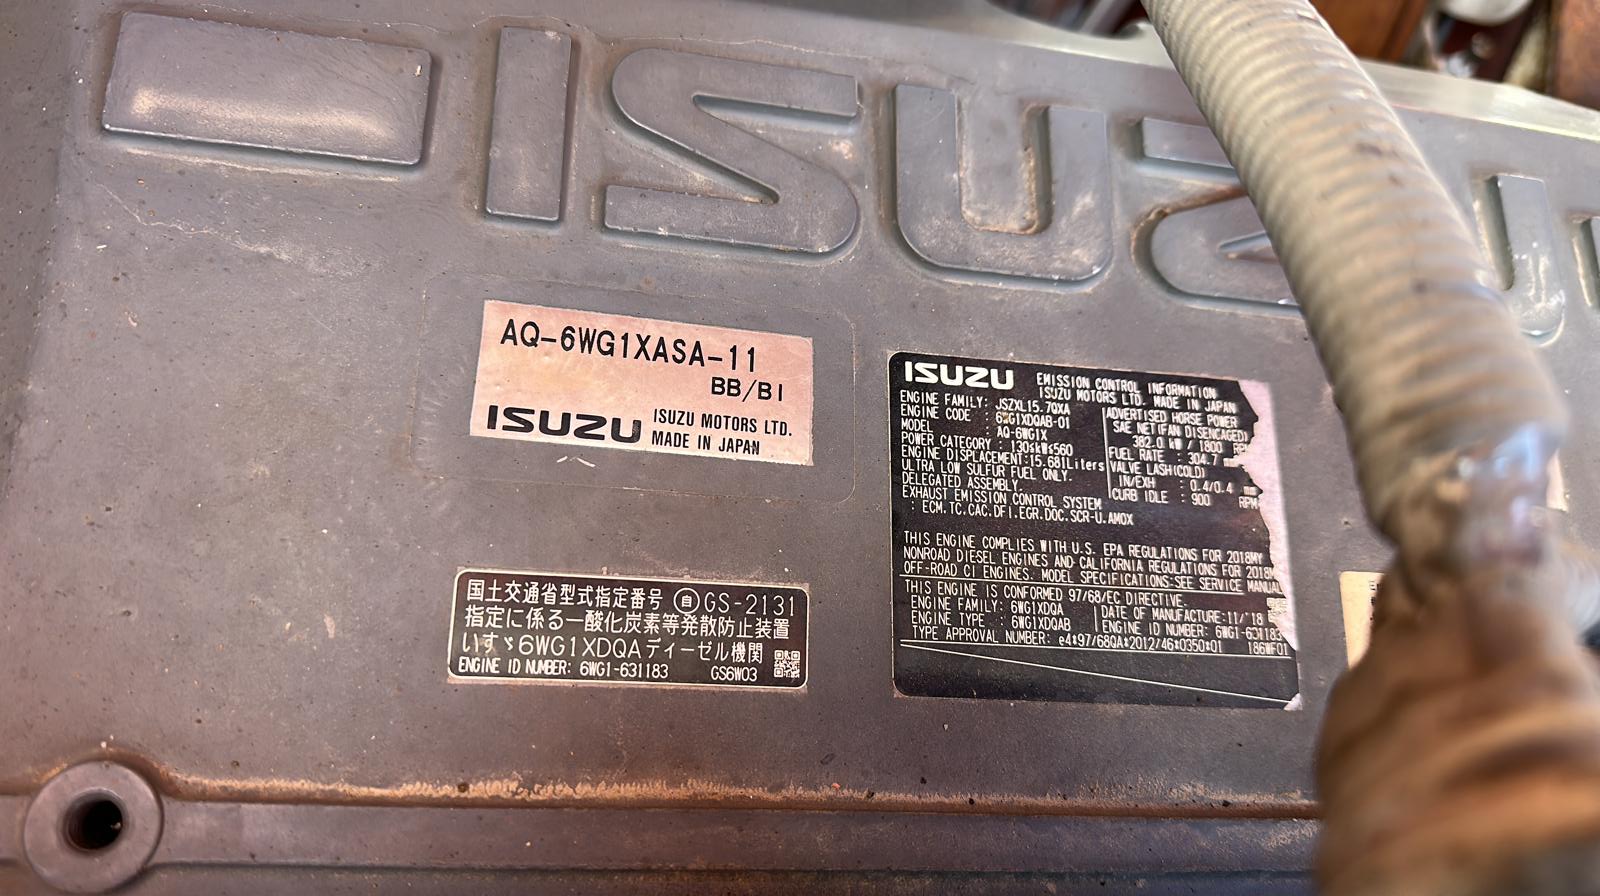 ISUZU
AQ-6WG1XASA-11
BB/BI
ISUZU ISUZU MOTORS LTD.
MADE IN JAPAN
国土交通省型式指定番号 自 GS-2131
指定に係る一酸化炭素等発散防止装置
いすゞ6WG1XDQAディーゼル機関
ENGINE ID NUMBER: 6WG1-631183 GS6W03
ISUZU EMISSION CONTROL INFORMATION
ISUZU MOTORS LTD. MADE IN JAPAN
ENGINE FAMILY: JSZXL15.7QXA
ENGINE CODE : 6WG1XDQAB-01
MODEL : AQ-6WG1X
POWER CATEGORY : 130≤kW≤560
ENGINE DISPLACEMENT:15.681Liters
ULTRA LOW SULFUR FUEL ONLY.
DELEGATED ASSEMBLY.
EXHAUST EMISSION CONTROL SYSTEM
: ECM.TC.CAC.DFI.EGR.DOC.SCR-U.AMOX
ADVERTISED HORSE POWER
SAE NET(FAN DISENGAGED)
382.0 kW / 1800
FUEL RATE : 304.7
VALVE LASH(COLD)
IN/EXH : 0.4/0.4
CURB IDLE : 900 RPM
THIS ENGINE COMPLIES WITH U.S. EPA REGULATIONS FOR 2018MY
NONROAD DIESEL ENGINES AND CALIFORNIA REGULATIONS FOR 2018M
OFF-ROAD CI ENGINES. MODEL SPECIFICATIONS:SEE SERVICE MANUAL
THIS ENGINE IS CONFORMED 97/68/EC DIRECTIVE.
ENGINE FAMILY: 6WG1XDQA DATE OF MANUFACTURE:11/'18
ENGINE TYPE : 6WG1XDQAB ENGINE ID NUMBER: 6WG1-631183
TYPE APPROVAL NUMBER: e4*97/68QA*2012/46*0350*01 186WF01